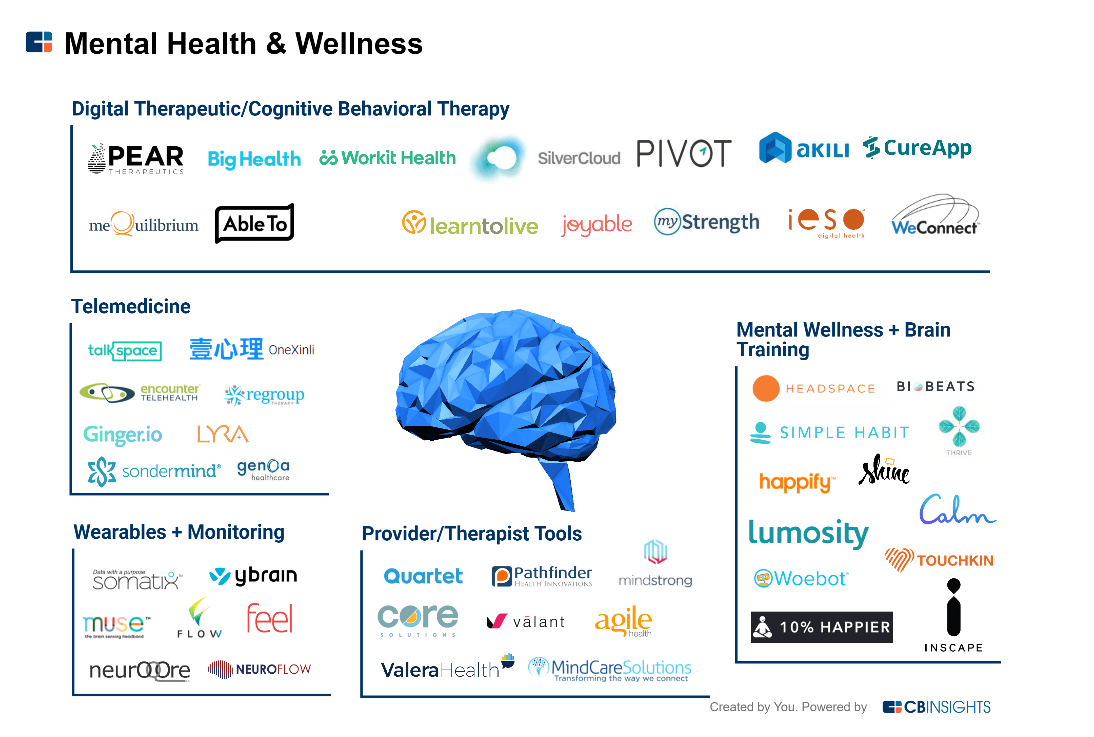 Mental Health & Wellness
Digital Therapeutic/Cognitive Behavioral Therapy
PEAR
THERAPEUTICS
Big Health
Workit Health
SilverCloud
PIVOT
AKILI
CureApp
meQuilibrium
AbleTo
learntolive
joyable
myStrength
ieso
digital health
WeConnect
Telemedicine
talkspace
壹心理 OneXinli
encounter
TELEHEALTH
regroup
THERAPY
Ginger.io
LYRA
sondermind
genoa
healthcare
Mental Wellness + Brain
Training
HEADSPACE
BIOBEATS
SIMPLE HABIT
THRIVE
happify™
shine
Calm
lumosity
TOUCHKIN
Woebot
10% HAPPIER
INSCAPE
Wearables + Monitoring
Data with a purpose
somatix
ybrain
muse™
the brain sensing headband
FLOW
feel
neuroCore
NEUROFLOW
Provider/Therapist Tools
Quartet
Pathfinder
HEALTH INNOVATIONS
mindstrong
core
SOLUTIONS
välant
agile
health
ValeraHealth
MindCareSolutions
Transforming the way we connect
Created by You. Powered by
CBINSIGHTS